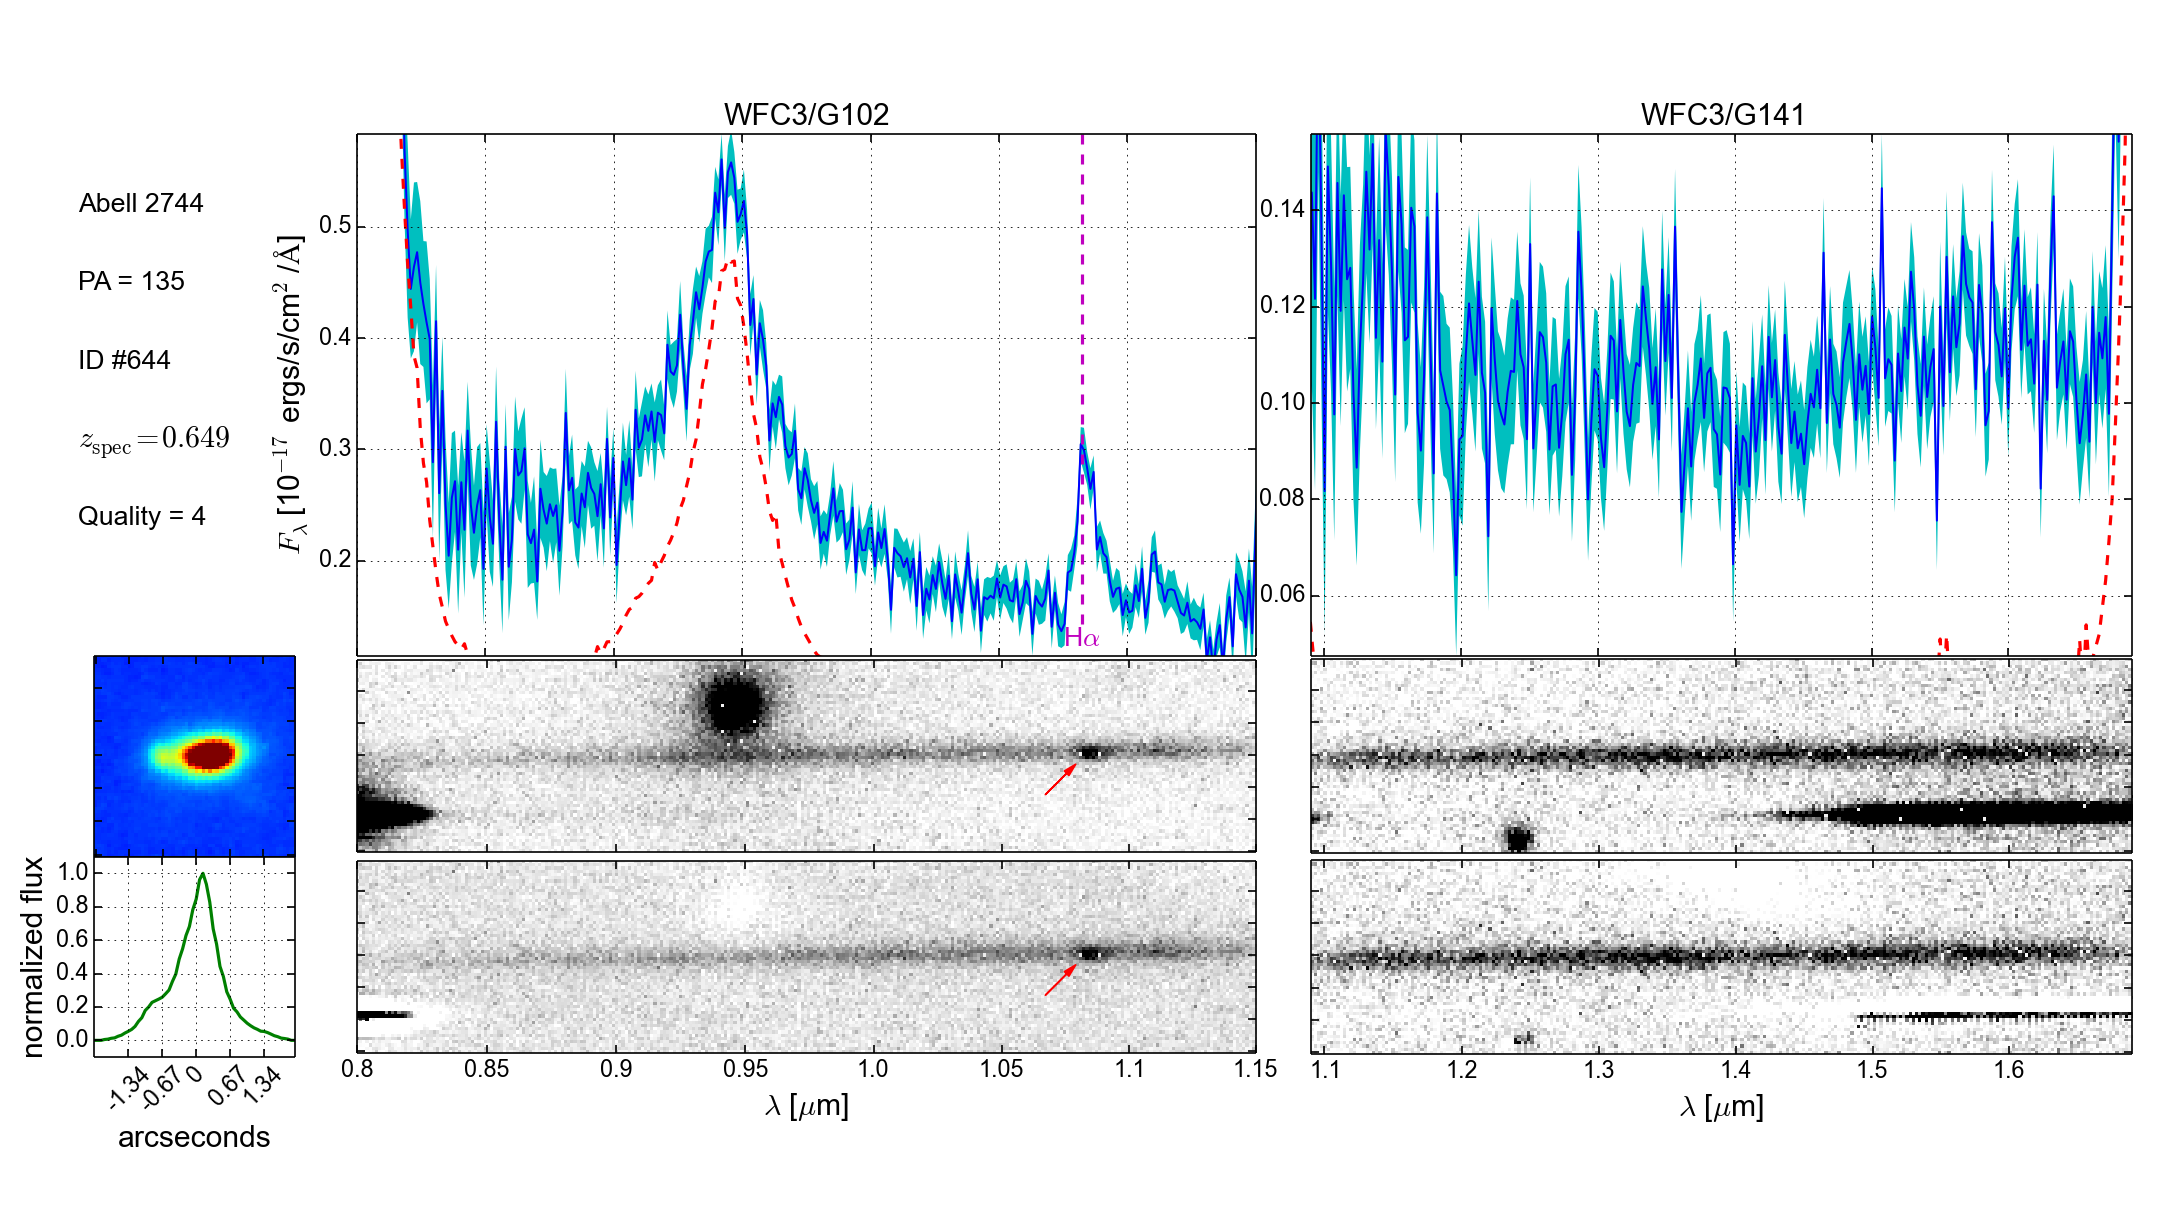 WFC3/G102
WFC3/G141
Abell 2744
PA = 135
ID #644
z_spec = 0.649
Quality = 4
F_λ [10^−17 ergs/s/cm^2 /Å]
0.5
0.4
0.3
0.2
Hα
0.14
0.12
0.10
0.08
0.06
normalized flux
1.0
0.8
0.6
0.4
0.2
0.0
-1.34 -0.67 0 0.67 1.34
arcseconds
0.8 0.85 0.9 0.95 1.0 1.05 1.1 1.15
λ [μm]
1.1 1.2 1.3 1.4 1.5 1.6
λ [μm]